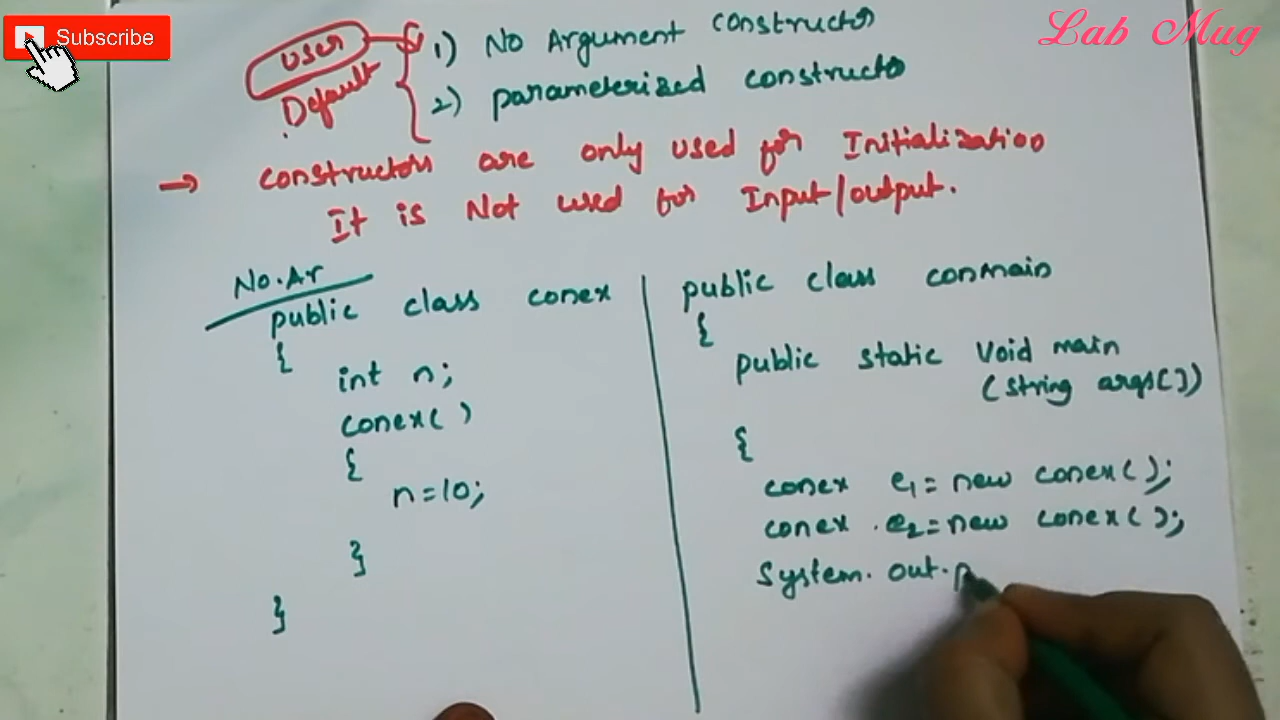 Subscribe
Lab Mug
User
Default
1) No Argument constructor
2) parameterized constructo
→ constructors are only used for Initialization
It is Not used for Input/output.
No.Ar
public class conex
{
int n;
conex( )
{
n=10;
}
}
public class conmain
{
public static void main
(string args[])
{
conex e1 = new conex( );
conex .e2 = new conex( );
system. out.p